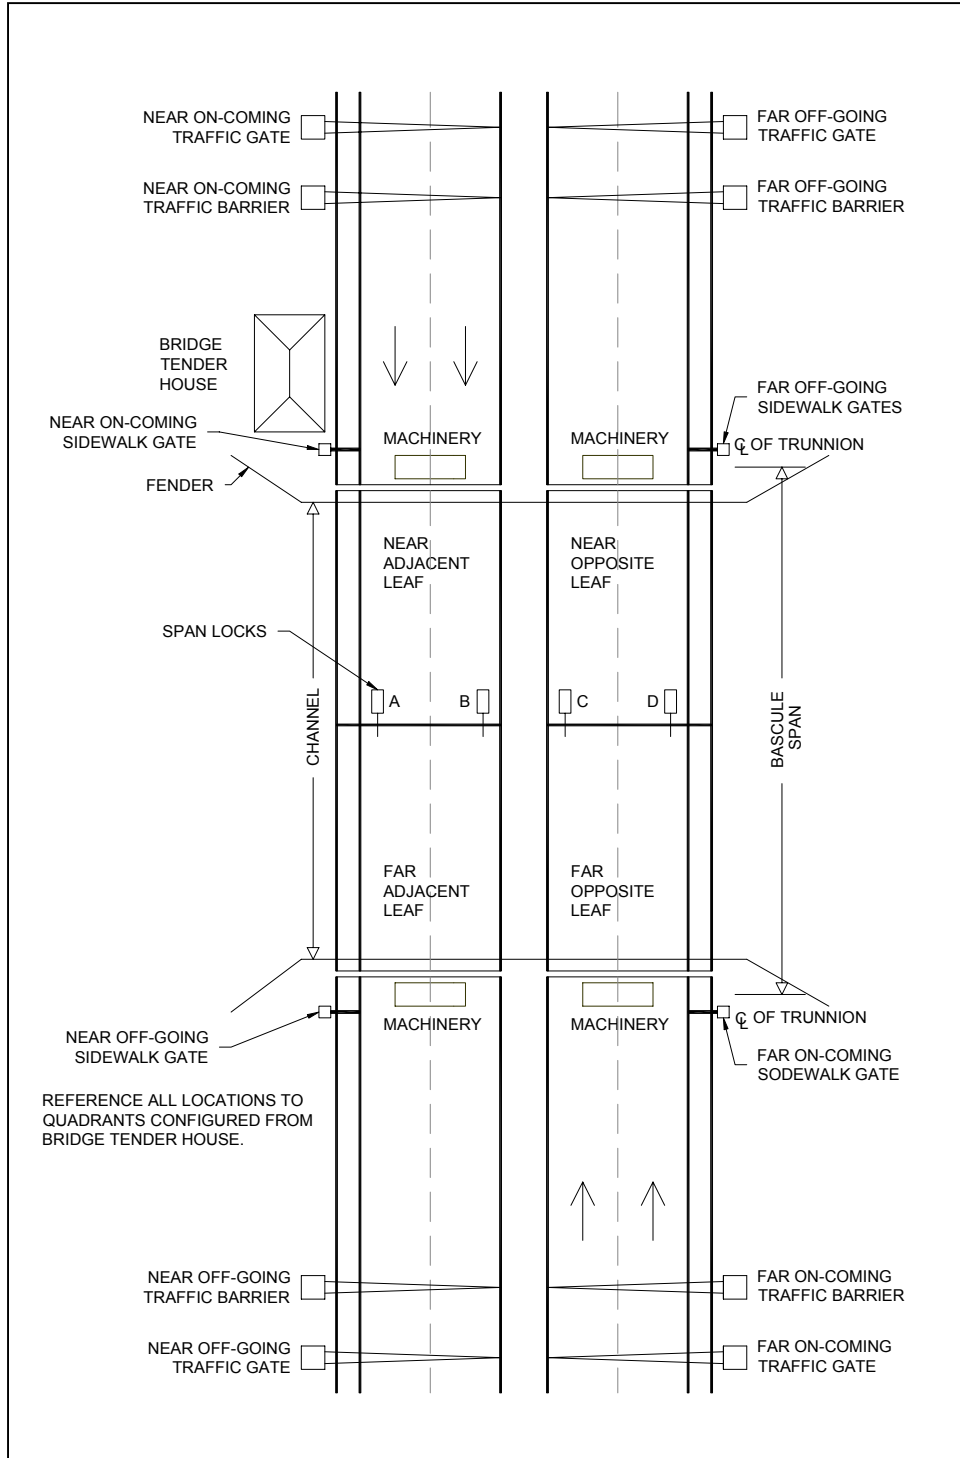 NEAR ON-COMING
TRAFFIC GATE
FAR OFF-GOING
TRAFFIC GATE
NEAR ON-COMING
TRAFFIC BARRIER
FAR OFF-GOING
TRAFFIC BARRIER
BRIDGE
TENDER
HOUSE
NEAR ON-COMING
SIDEWALK GATE
FAR OFF-GOING
SIDEWALK GATES
MACHINERY
MACHINERY
℄ OF TRUNNION
FENDER
NEAR
ADJACENT
LEAF
NEAR
OPPOSITE
LEAF
SPAN LOCKS
A
B
C
D
CHANNEL
BASCULE
SPAN
FAR
ADJACENT
LEAF
FAR
OPPOSITE
LEAF
MACHINERY
MACHINERY
℄ OF TRUNNION
NEAR OFF-GOING
SIDEWALK GATE
FAR ON-COMING
SODEWALK GATE
REFERENCE ALL LOCATIONS TO
QUADRANTS CONFIGURED FROM
BRIDGE TENDER HOUSE.
NEAR OFF-GOING
TRAFFIC BARRIER
FAR ON-COMING
TRAFFIC BARRIER
NEAR OFF-GOING
TRAFFIC GATE
FAR ON-COMING
TRAFFIC GATE